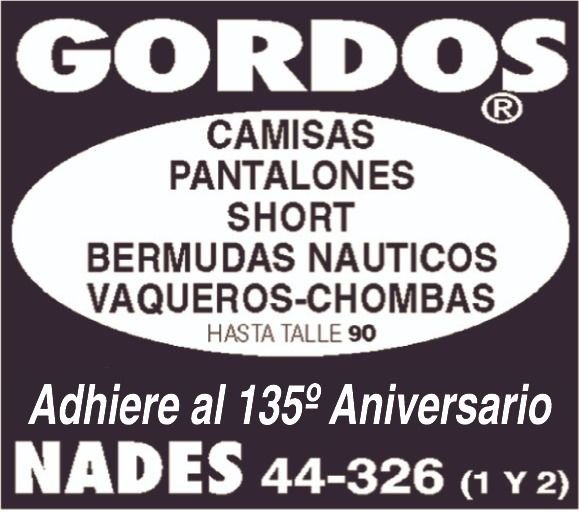 GORDOS
®
CAMISAS
PANTALONES
SHORT
BERMUDAS NAUTICOS
VAQUEROS-CHOMBAS
HASTA TALLE 90
Adhiere al 135º Aniversario
NADES 44-326 (1 Y 2)